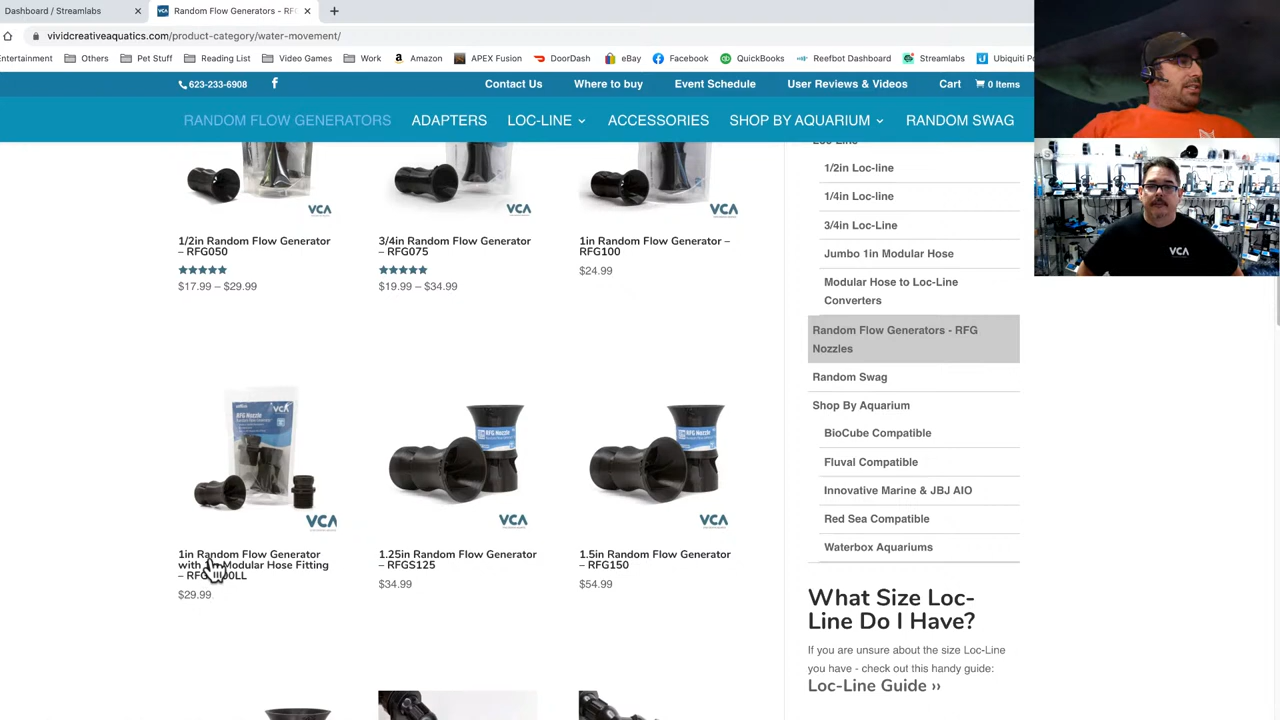 Dashboard / Streamlabs
Random Flow Generators - RFG
vividcreativeaquatics.com/product-category/water-movement/
Entertainment Others Pet Stuff Reading List Video Games Work Amazon APEX Fusion DoorDash eBay Facebook QuickBooks Reefbot Dashboard Streamlabs Ubiquiti Po
623-233-6908 Contact Us Where to buy Event Schedule User Reviews & Videos Cart 0 Items
RANDOM FLOW GENERATORS ADAPTERS LOC-LINE ACCESSORIES SHOP BY AQUARIUM RANDOM SWAG
VCA VCA VCA
1/2in Random Flow Generator
– RFG050
$17.99 – $29.99
3/4in Random Flow Generator
– RFG075
$19.99 – $34.99
1in Random Flow Generator –
RFG100
$24.99
VCA
RFG Nozzle
VCA
RFG Nozzle
VCA
RFG Nozzle
VCA
1in Random Flow Generator
with Modular Hose Fitting
$29.99
1.25in Random Flow Generator
– RFGS125
$34.99
1.5in Random Flow Generator
– RFG150
$54.99
Loc-Line
1/2in Loc-line
1/4in Loc-line
3/4in Loc-Line
Jumbo 1in Modular Hose
Modular Hose to Loc-Line
Converters
Random Flow Generators - RFG
Nozzles
Random Swag
Shop By Aquarium
BioCube Compatible
Fluval Compatible
Innovative Marine & JBJ AIO
Red Sea Compatible
Waterbox Aquariums
What Size Loc-
Line Do I Have?
If you are unsure about the size Loc-Line
you have - check out this handy guide:
Loc-Line Guide ››
VCA